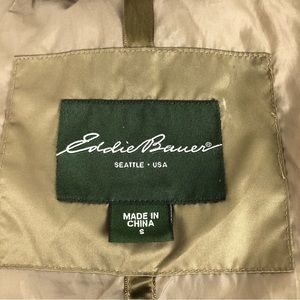 Eddie Bauer®
SEATTLE • USA
MADE IN
CHINA
S